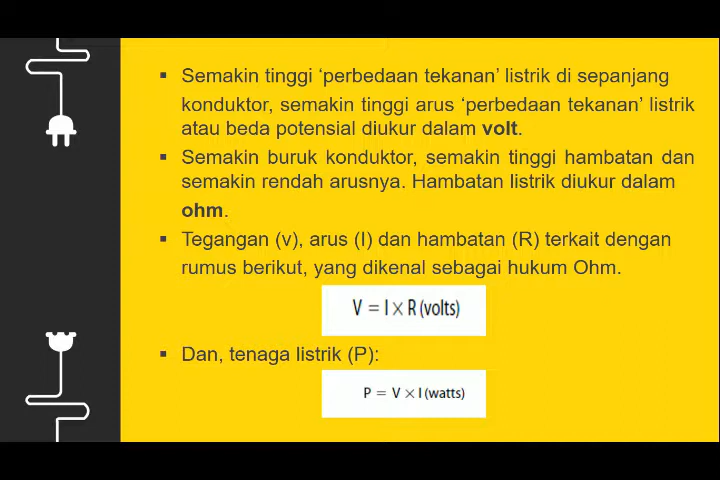 ▪ Semakin tinggi ‘perbedaan tekanan’ listrik di sepanjang
konduktor, semakin tinggi arus ‘perbedaan tekanan’ listrik
atau beda potensial diukur dalam volt.
▪ Semakin buruk konduktor, semakin tinggi hambatan dan
semakin rendah arusnya. Hambatan listrik diukur dalam
ohm.
▪ Tegangan (v), arus (I) dan hambatan (R) terkait dengan
rumus berikut, yang dikenal sebagai hukum Ohm.
V = I × R (volts)
▪ Dan, tenaga listrik (P):
P = V × I (watts)